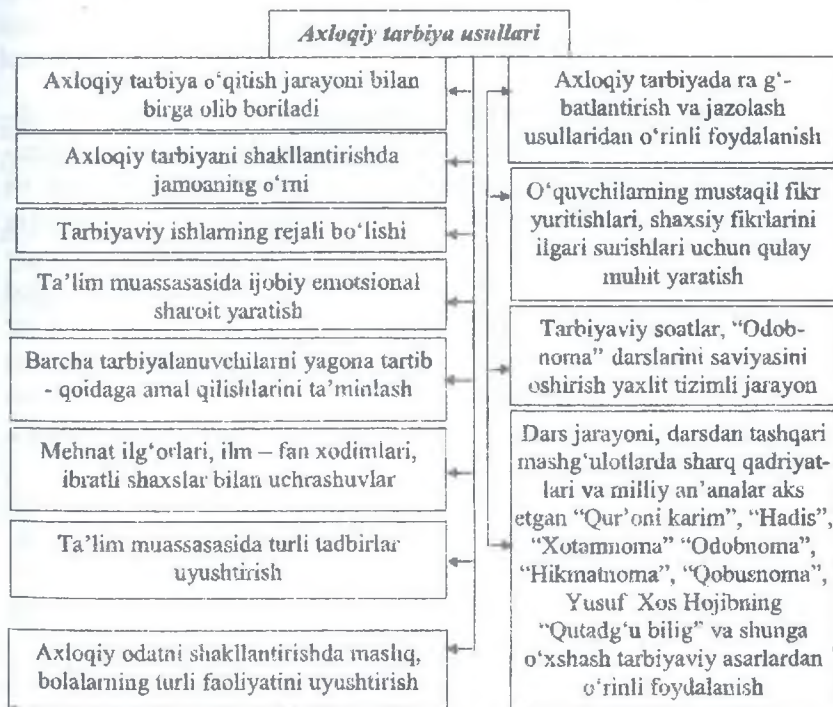 Axloqiy tarbiya usullari
Axloqiy tarbiya o‘qitish jarayoni bilan
birga olib boriladi
Axloqiy tarbiyani shakllantirishda
jamoaning o‘rni
Tarbiyaviy ishlarning rejali bo‘lishi
Ta’lim muassasasida ijobiy emotsional
sharoit yaratish
Barcha tarbiyalanuvchilarni yagona tartib
- qoidaga amal qilishlarini ta’minlash
Mehnat ilg‘orlari, ilm – fan xodimlari,
ibratli shaxslar bilan uchrashuvlar
Ta’lim muassasasida turli tadbirlar
uyushtirish
Axloqiy odatni shakllantirishda mashq,
bolalarning turli faoliyatini uyushtirish
Axloqiy tarbiyada ra g‘-
batlantirish va jazolash
usullaridan o‘rinli foydalanish
O‘quvchilarning mustaqil fikr
yuritishlari, shaxsiy fikrlarini
ilgari surishlari uchun qulay
muhit yaratish
Tarbiyaviy soatlar, “Odob-
noma” darslarini saviyasini
oshirish yaxlit tizimli jarayon
Dars jarayoni, darsdan tashqari
mashg‘ulotlarda sharq qadriyat-
lari va milliy an’analar aks
etgan “Qur’oni karim”, “Hadis”,
“Xotamnoma” “Odobnoma”,
“Hikmatnoma”, “Qobusnoma”,
Yusuf Xos Hojibning
“Qutadg‘u bilig” va shunga
o‘xshash tarbiyaviy asarlardan
o‘rinli foydalanish